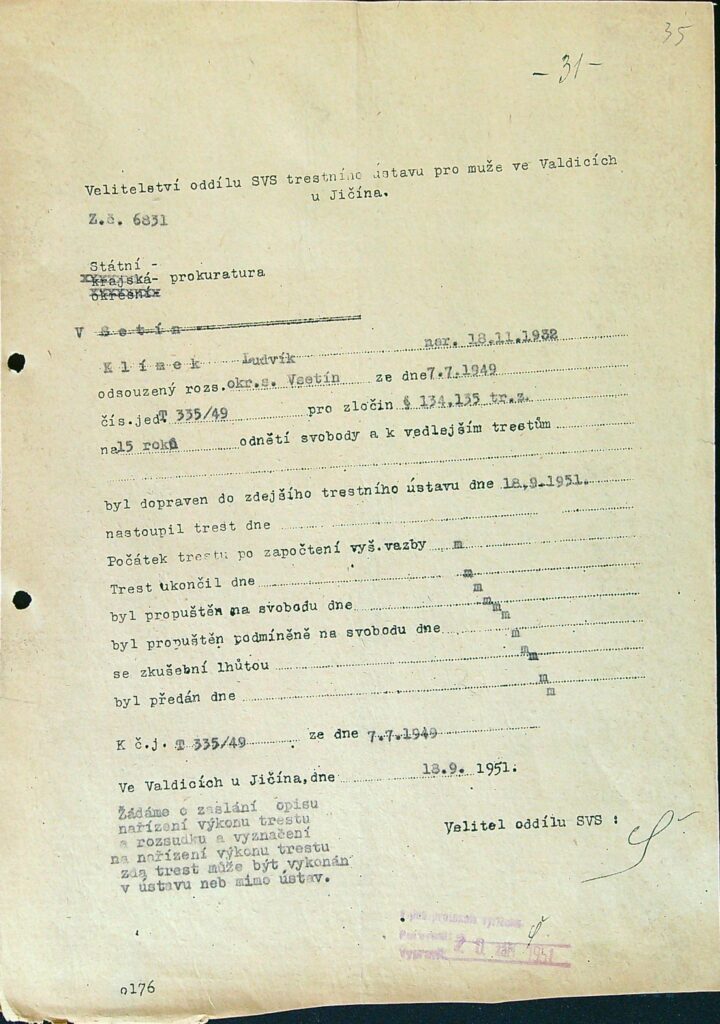 35
- 31 -
Velitelství oddílu SVS trestního ústavu pro muže ve Valdicích
u Jičína.
Z.č. 6831
Státní -
krajská- prokuratura
okresní
V Setín
Klímek Ludvík nar. 18.11.1932
odsouzený rozs.okr.s. Vsetín ze dne7.7.1949
čís.jed.T 335/49 pro zločin § 134,135 tr.z.
na15 roků odnětí svobody a k vedlejším trestům
byl dopraven do zdejšího trestního ústavu dne 18.9.1951.
nastoupil trest dne
Počátek trestu po započtení vyš.vazby m
Trest ukončil dne m
m
byl propuštěn na svobodu dne m
m
m
byl propuštěn podmíněně na svobodu dne m
se zkušební lhůtou m
m
byl předán dne m
m
K č.j. T 335/49 ze dne 7.7.1949
Ve Valdicích u Jičína,dne 18.9. 1951.
Žádáme o zaslání opisu
nařízení výkonu trestu
a rozsudku a vyznačení
na nařízení výkonu trestu
zda trest může být vykonán
v ústavu neb mimo ústav.
Velitel oddílu SVS :
1951
o176